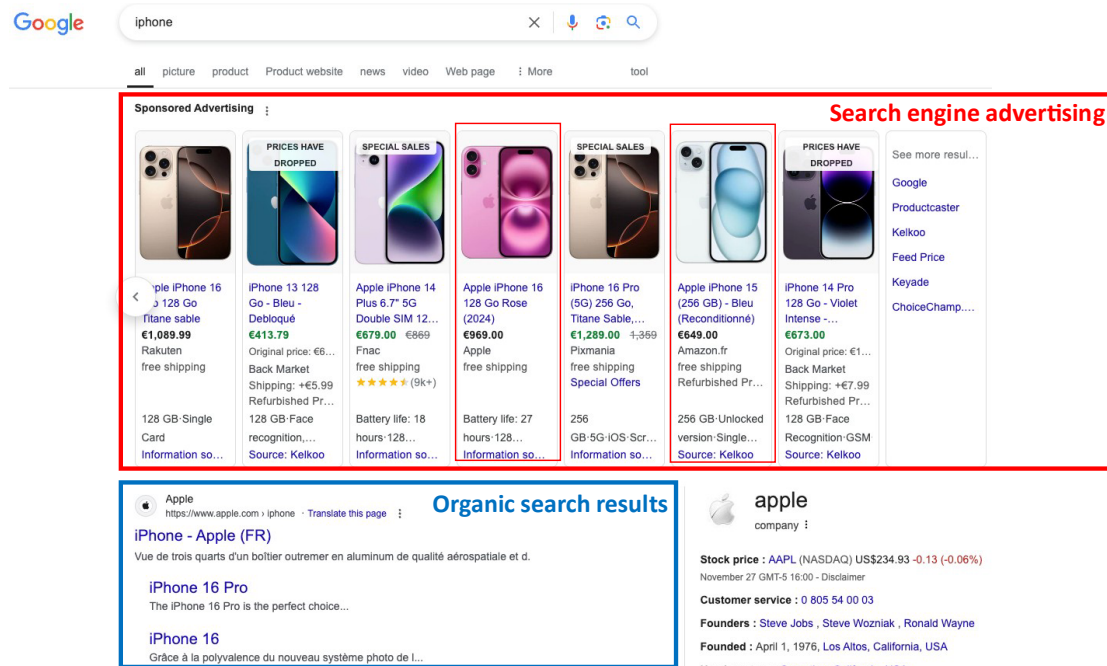 Google
iphone
all picture product Product website news video Web page More tool
Sponsored Advertising
Search engine advertising
Apple iPhone 16
128 Go
Titane sable
€1,089.99
Rakuten
free shipping
128 GB·Single
Card
Information so...
PRICES HAVE
DROPPED
iPhone 13 128
Go - Bleu -
Debloqué
€413.79
Original price: €6...
Back Market
Shipping: +€5.99
Refurbished Pr...
128 GB·Face
recognition,...
Source: Kelkoo
SPECIAL SALES
Apple iPhone 14
Plus 6.7" 5G
Double SIM 12...
€679.00 €869
Fnac
free shipping
(9k+)
Battery life: 18
hours·128...
Information so...
Apple iPhone 16
128 Go Rose
(2024)
€969.00
Apple
free shipping
Battery life: 27
hours·128...
Information so...
SPECIAL SALES
iPhone 16 Pro
(5G) 256 Go,
Titane Sable,...
€1,289.00 1,359
Pixmania
free shipping
Special Offers
256
GB·5G·iOS·Scr...
Information so...
Apple iPhone 15
(256 GB) - Bleu
(Reconditionné)
€649.00
Amazon.fr
free shipping
Refurbished Pr...
256 GB·Unlocked
version·Single...
Source: Kelkoo
PRICES HAVE
DROPPED
iPhone 14 Pro
128 Go - Violet
Intense -...
€673.00
Original price: €1...
Back Market
Shipping: +€7.99
Refurbished Pr...
128 GB·Face
Recognition·GSM
Source: Kelkoo
See more resul...
Google
Productcaster
Kelkoo
Feed Price
Keyade
ChoiceChamp....
Organic search results
Apple
https://www.apple.com › iphone · Translate this page
iPhone - Apple (FR)
Vue de trois quarts d'un boîtier outremer en aluminum de qualité aérospatiale et d.
iPhone 16 Pro
The iPhone 16 Pro is the perfect choice...
iPhone 16
Grâce à la polyvalence du nouveau système photo de l...
apple
company
Stock price : AAPL (NASDAQ) US$234.93 -0.13 (-0.06%)
November 27 GMT-5 16:00 - Disclaimer
Customer service : 0 805 54 00 03
Founders : Steve Jobs , Steve Wozniak , Ronald Wayne
Founded : April 1, 1976, Los Altos, California, USA